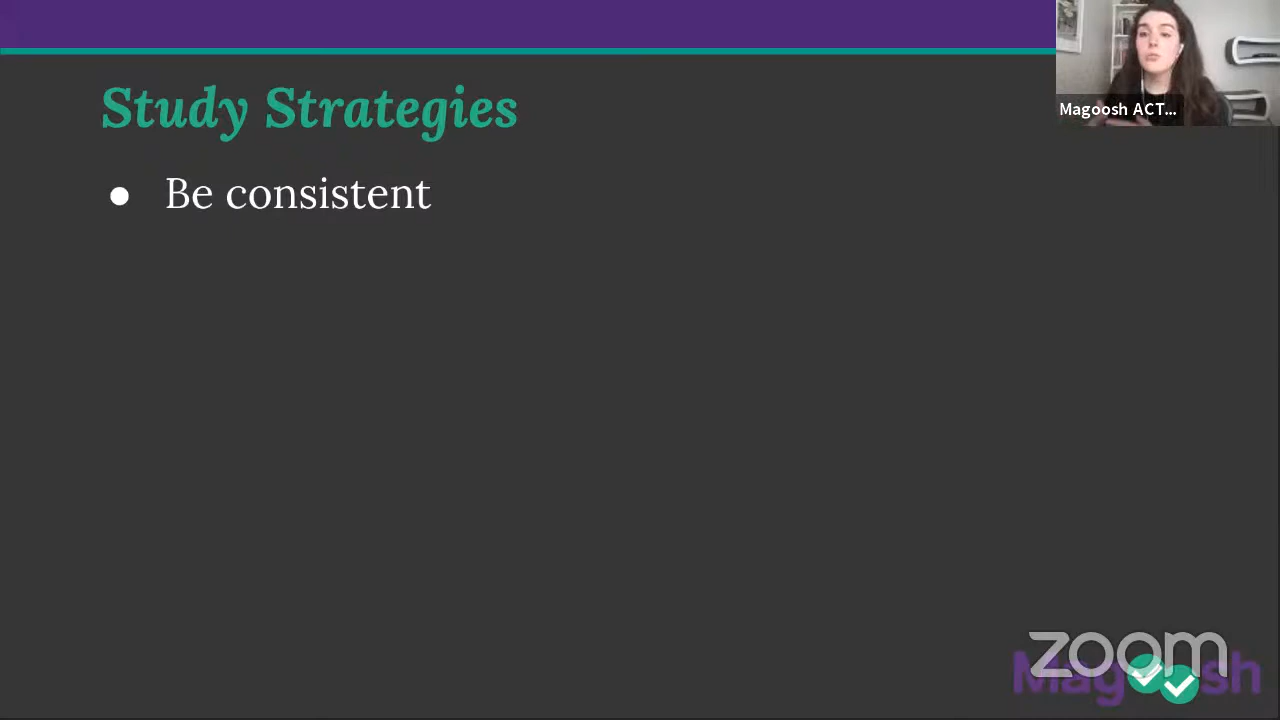 Magoosh ACT...
Study Strategies
● Be consistent
zoom
Magoosh